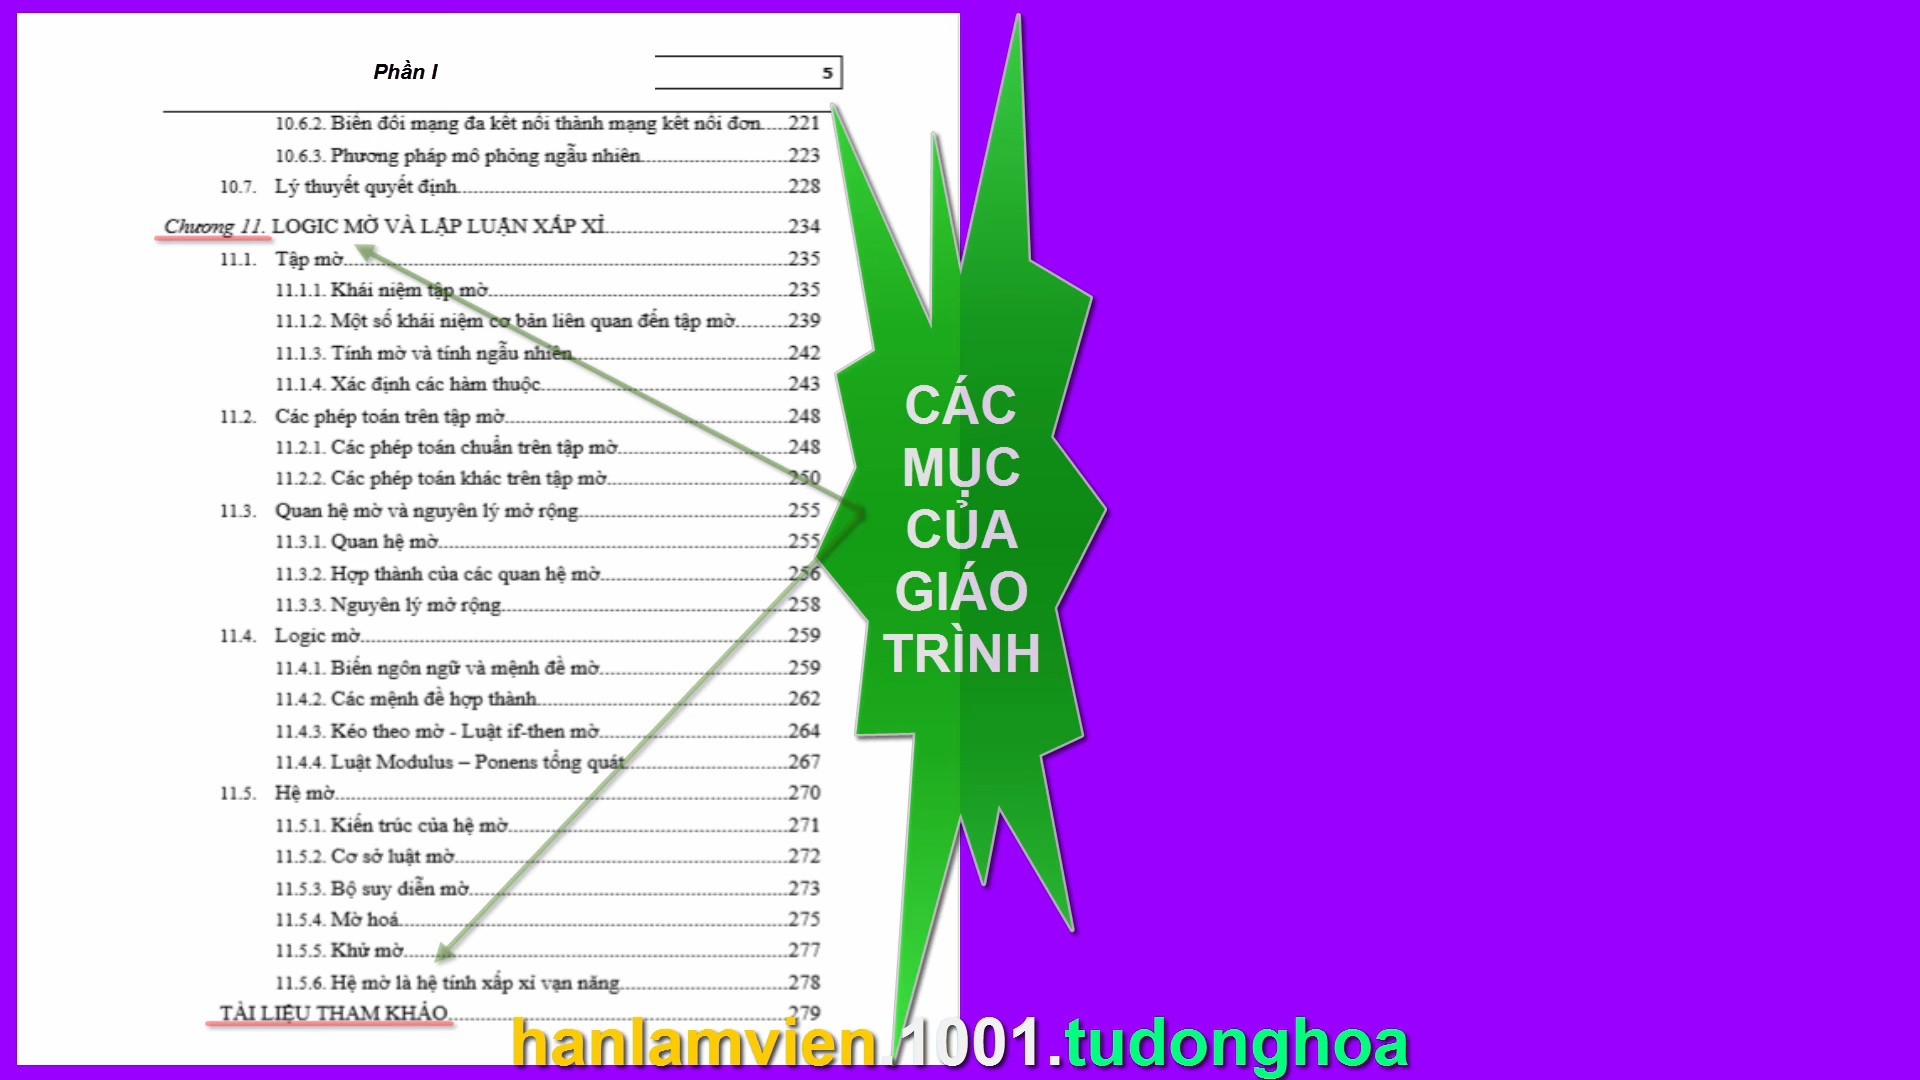 Phần I
5
10.6.2. Biến đổi mạng đa kết nối thành mạng kết nối đơn.....221
10.6.3. Phương pháp mô phỏng ngẫu nhiên.....223
10.7. Lý thuyết quyết định.....228
Chương 11. LOGIC MỜ VÀ LẬP LUẬN XẤP XỈ.....234
11.1. Tập mờ.....235
11.1.1. Khái niệm tập mờ.....235
11.1.2. Một số khái niệm cơ bản liên quan đến tập mờ.....239
11.1.3. Tính mờ và tính ngẫu nhiên.....242
11.1.4. Xác định các hàm thuộc.....243
11.2. Các phép toán trên tập mờ.....248
11.2.1. Các phép toán chuẩn trên tập mờ.....248
11.2.2. Các phép toán khác trên tập mờ.....250
11.3. Quan hệ mờ và nguyên lý mở rộng.....255
11.3.1. Quan hệ mờ.....255
11.3.2. Hợp thành của các quan hệ mờ.....256
11.3.3. Nguyên lý mở rộng.....258
11.4. Logic mờ.....259
11.4.1. Biến ngôn ngữ và mệnh đề mờ.....259
11.4.2. Các mệnh đề hợp thành.....262
11.4.3. Kéo theo mờ - Luật if-then mờ.....264
11.4.4. Luật Modulus – Ponens tổng quát.....267
11.5. Hệ mờ.....270
11.5.1. Kiến trúc của hệ mờ.....271
11.5.2. Cơ sở luật mờ.....272
11.5.3. Bộ suy diễn mờ.....273
11.5.4. Mờ hoá.....275
11.5.5. Khử mờ.....277
11.5.6. Hệ mờ là hệ tính xấp xỉ vạn năng.....278
TÀI LIỆU THAM KHẢO.....279
CÁC
MỤC
CỦA
GIÁO
TRÌNH
hanlamvien.1001.tudonghoa